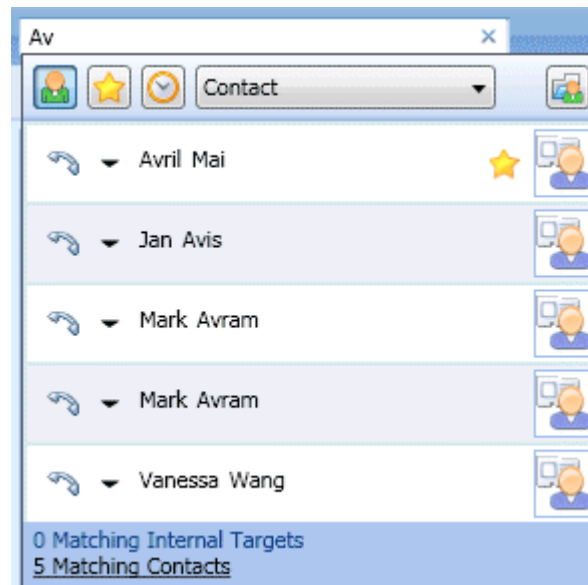 Av
Contact
Avril Mai
Jan Avis
Mark Avram
Mark Avram
Vanessa Wang
0 Matching Internal Targets
5 Matching Contacts